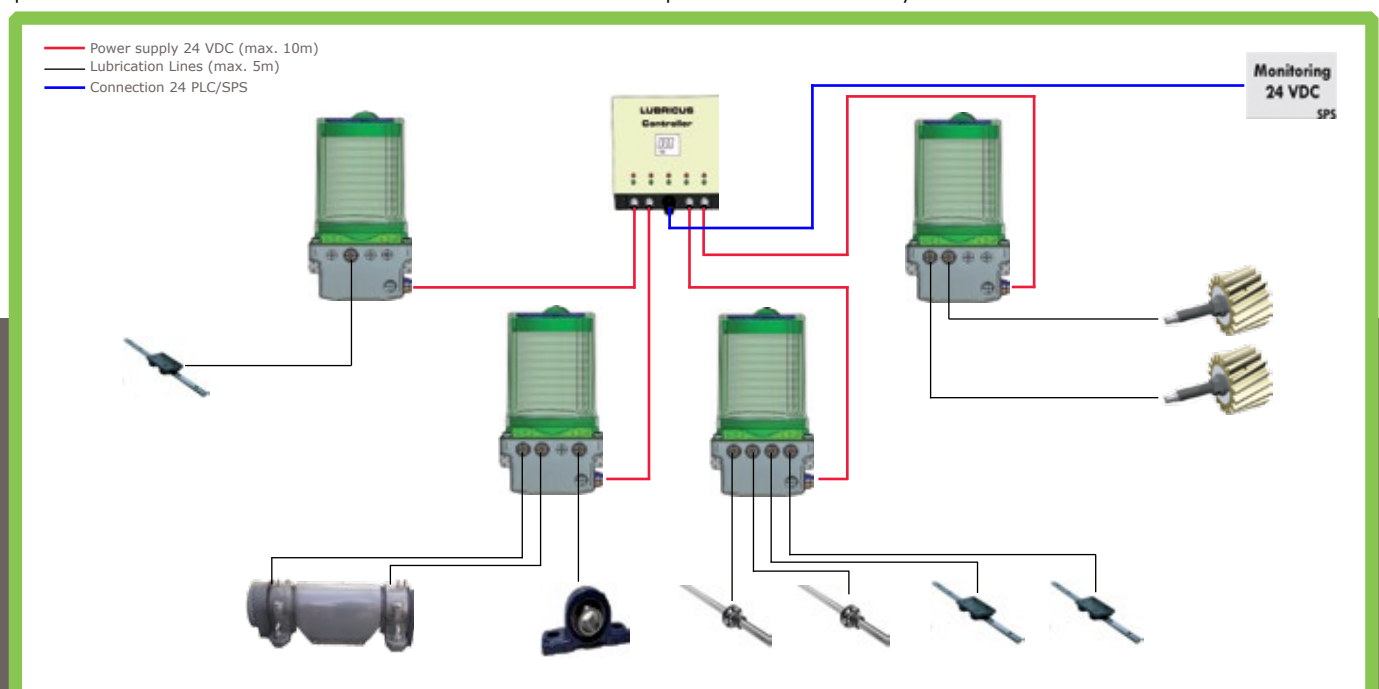 Power supply 24 VDC (max. 10m)
Lubrication Lines (max. 5m)
Connection 24 PLC/SPS
LUBRICUS
Controller
Monitoring
24 VDC
SPS